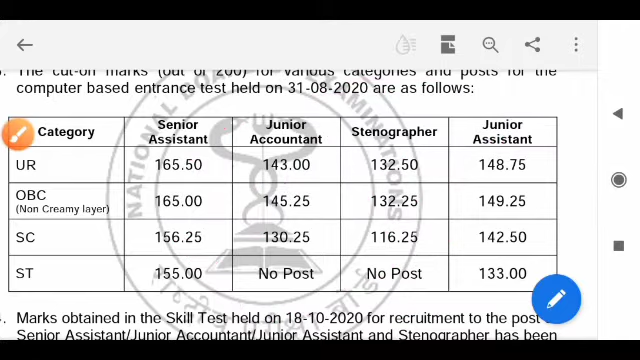 The cut-off marks (out of 200) for various categories and posts for the
computer based entrance test held on 31-08-2020 are as follows:
Category Senior Assistant Junior Accountant Stenographer Junior Assistant
UR 165.50 143.00 132.50 148.75
OBC (Non Creamy layer) 165.00 145.25 132.25 149.25
SC 156.25 130.25 116.25 142.50
ST 155.00 No Post No Post 133.00
. Marks obtained in the Skill Test held on 18-10-2020 for recruitment to the post
Senior Assistant/Junior Accountant/Junior Assistant and Stenographer has been
NATIONAL BOARD EXAMINATIONS